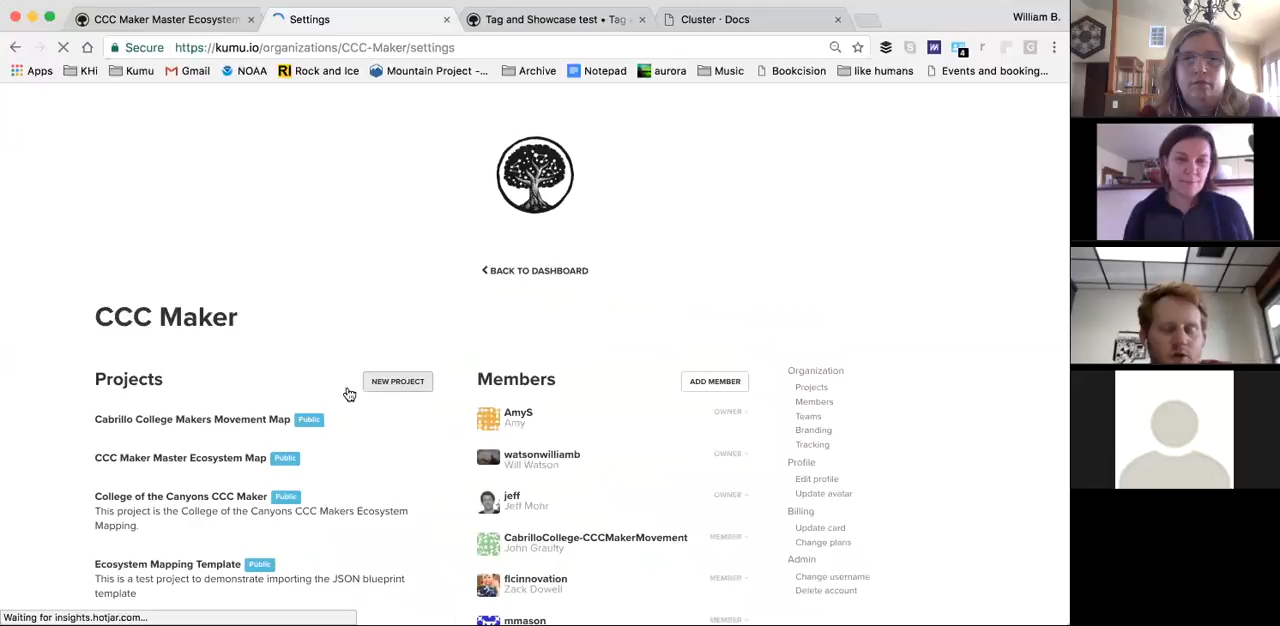 CCC Maker Master Ecosystem ×
Settings ×
Tag and Showcase test • Tag ×
Cluster · Docs ×
William B.
Secure https://kumu.io/organizations/CCC-Maker/settings
4
Apps KHi Kumu Gmail NOAA RI Rock and Ice Mountain Project -... Archive Notepad aurora Music Bookcision like humans Events and booking...
BACK TO DASHBOARD
CCC Maker
Projects
NEW PROJECT
Cabrillo College Makers Movement Map Public
CCC Maker Master Ecosystem Map Public
College of the Canyons CCC Maker Public
This project is the College of the Canyons CCC Makers Ecosystem
Mapping.
Ecosystem Mapping Template Public
This is a test project to demonstrate importing the JSON blueprint
template
Members
ADD MEMBER
AmyS OWNER
Amy
watsonwilliamb OWNER
Will Watson
jeff OWNER
Jeff Mohr
CabrilloCollege-CCCMakerMovement MEMBER
John Graulty
flcinnovation MEMBER
Zack Dowell
mmason MEMBER
Organization
Projects
Members
Teams
Branding
Tracking
Profile
Edit profile
Update avatar
Billing
Update card
Change plans
Admin
Change username
Delete account
Waiting for insights.hotjar.com...